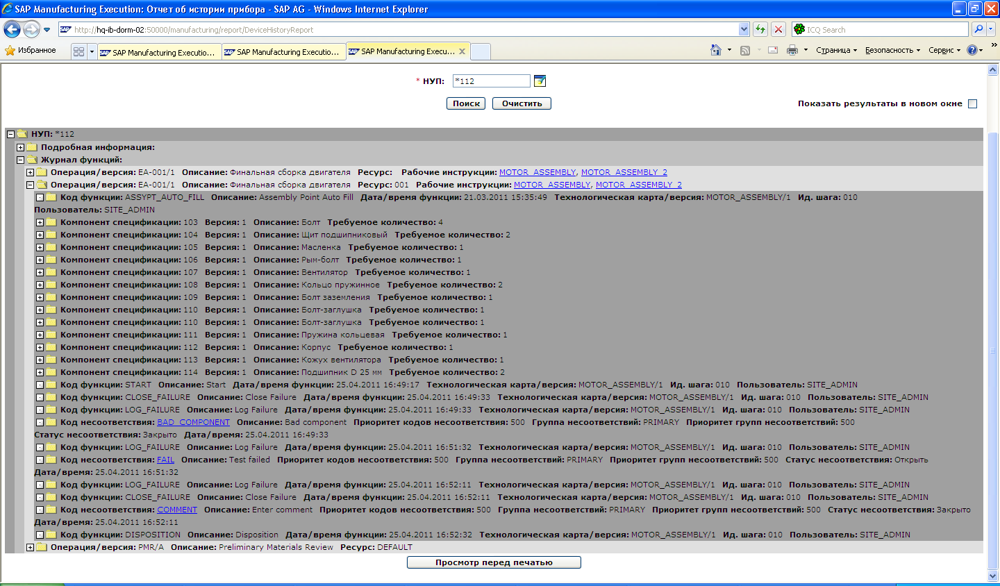 SAP Manufacturing Execution: Отчет об истории прибора - SAP AG - Windows Internet Explorer
http://hq-ib-dorm-02:50000/manufacturing/report/DeviceHistoryReport
ICQ Search
Избранное
SAP Manufacturing Executio...
SAP Manufacturing Executio...
SAP Manufacturing Execu...
Страница
Безопасность
Сервис
* НУП: *112
Поиск
Очистить
Показать результаты в новом окне
НУП: *112
Подробная информация:
Журнал функций:
Операция/версия: EA-001/1 Описание: Финальная сборка двигателя Ресурс: Рабочие инструкции: MOTOR_ASSEMBLY, MOTOR_ASSEMBLY_2
Операция/версия: EA-001/1 Описание: Финальная сборка двигателя Ресурс: 001 Рабочие инструкции: MOTOR_ASSEMBLY, MOTOR_ASSEMBLY_2
Код функции: ASSYPT_AUTO_FILL Описание: Assembly Point Auto Fill Дата/время функции: 21.03.2011 15:35:49 Технологическая карта/версия: MOTOR_ASSEMBLY/1 Ид. шага: 010
Пользователь: SITE_ADMIN
Компонент спецификации: 103 Версия: 1 Описание: Болт Требуемое количество: 4
Компонент спецификации: 104 Версия: 1 Описание: Щит подшипниковый Требуемое количество: 2
Компонент спецификации: 105 Версия: 1 Описание: Масленка Требуемое количество: 1
Компонент спецификации: 106 Версия: 1 Описание: Рым-болт Требуемое количество: 1
Компонент спецификации: 107 Версия: 1 Описание: Вентилятор Требуемое количество: 1
Компонент спецификации: 108 Версия: 1 Описание: Кольцо пружинное Требуемое количество: 2
Компонент спецификации: 109 Версия: 1 Описание: Болт заземления Требуемое количество: 1
Компонент спецификации: 110 Версия: 1 Описание: Болт-заглушка Требуемое количество: 1
Компонент спецификации: 110 Версия: 1 Описание: Болт-заглушка Требуемое количество: 1
Компонент спецификации: 111 Версия: 1 Описание: Пружина кольцевая Требуемое количество: 1
Компонент спецификации: 112 Версия: 1 Описание: Корпус Требуемое количество: 1
Компонент спецификации: 113 Версия: 1 Описание: Кожух вентилятора Требуемое количество: 1
Компонент спецификации: 114 Версия: 1 Описание: Подшипник D 25 мм Требуемое количество: 2
Код функции: START Описание: Start Дата/время функции: 25.04.2011 16:49:17 Технологическая карта/версия: MOTOR_ASSEMBLY/1 Ид. шага: 010 Пользователь: SITE_ADMIN
Код функции: CLOSE_FAILURE Описание: Close Failure Дата/время функции: 25.04.2011 16:49:33 Технологическая карта/версия: MOTOR_ASSEMBLY/1 Ид. шага: 010 Пользователь: SITE_ADMIN
Код функции: LOG_FAILURE Описание: Log Failure Дата/время функции: 25.04.2011 16:49:33 Технологическая карта/версия: MOTOR_ASSEMBLY/1 Ид. шага: 010 Пользователь: SITE_ADMIN
Код несоответствия: BAD_COMPONENT Описание: Bad component Приоритет кодов несоответствия: 500 Группа несоответствий: PRIMARY Приоритет групп несоответствий: 500
Статус несоответствия: Закрыто Дата/время: 25.04.2011 16:49:33
Код функции: LOG_FAILURE Описание: Log Failure Дата/время функции: 25.04.2011 16:51:32 Технологическая карта/версия: MOTOR_ASSEMBLY/1 Ид. шага: 010 Пользователь: SITE_ADMIN
Код несоответствия: FAIL Описание: Test failed Приоритет кодов несоответствия: 500 Группа несоответствий: PRIMARY Приоритет групп несоответствий: 500 Статус несоответствия: Открыть
Дата/время: 25.04.2011 16:51:32
Код функции: LOG_FAILURE Описание: Log Failure Дата/время функции: 25.04.2011 16:52:11 Технологическая карта/версия: MOTOR_ASSEMBLY/1 Ид. шага: 010 Пользователь: SITE_ADMIN
Код функции: CLOSE_FAILURE Описание: Close Failure Дата/время функции: 25.04.2011 16:52:11 Технологическая карта/версия: MOTOR_ASSEMBLY/1 Ид. шага: 010 Пользователь: SITE_ADMIN
Код несоответствия: COMMENT Описание: Enter comment Приоритет кодов несоответствия: 500 Группа несоответствий: PRIMARY Приоритет групп несоответствий: 500 Статус несоответствия: Закрыто
Дата/время: 25.04.2011 16:52:11
Код функции: DISPOSITION Описание: Disposition Дата/время функции: 25.04.2011 16:52:32 Технологическая карта/версия: MOTOR_ASSEMBLY/1 Ид. шага: 010 Пользователь: SITE_ADMIN
Операция/версия: PMR/A Описание: Preliminary Materials Review Ресурс: DEFAULT
Просмотр перед печатью